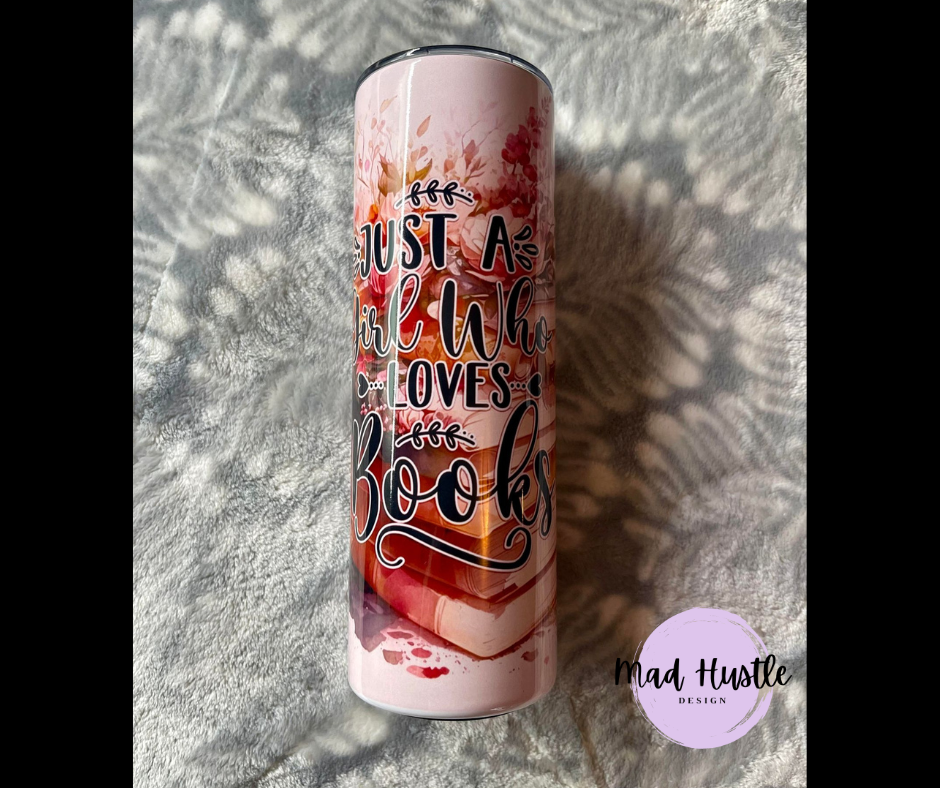 JUST A
Girl Who
LOVES
Books
Mad Hustle
DESIGN